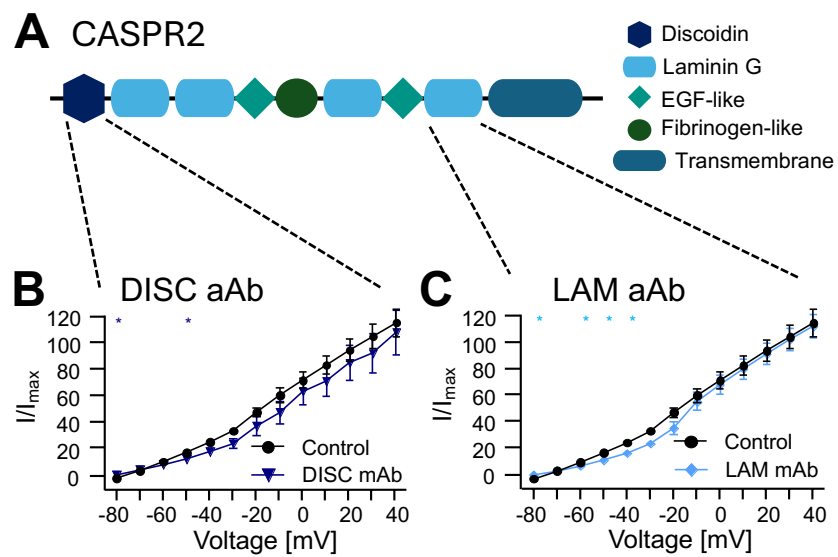 A CASPR2
Discoidin
Laminin G
EGF-like
Fibrinogen-like
Transmembrane
B DISC aAb
I/Imax
120
100
80
60
40
20
0
* *
Control
DISC mAb
-80 -60 -40 -20 0 20 40
Voltage [mV]
C LAM aAb
I/Imax
120
100
80
60
40
20
0
* * * *
Control
LAM mAb
-80 -60 -40 -20 0 20 40
Voltage [mV]